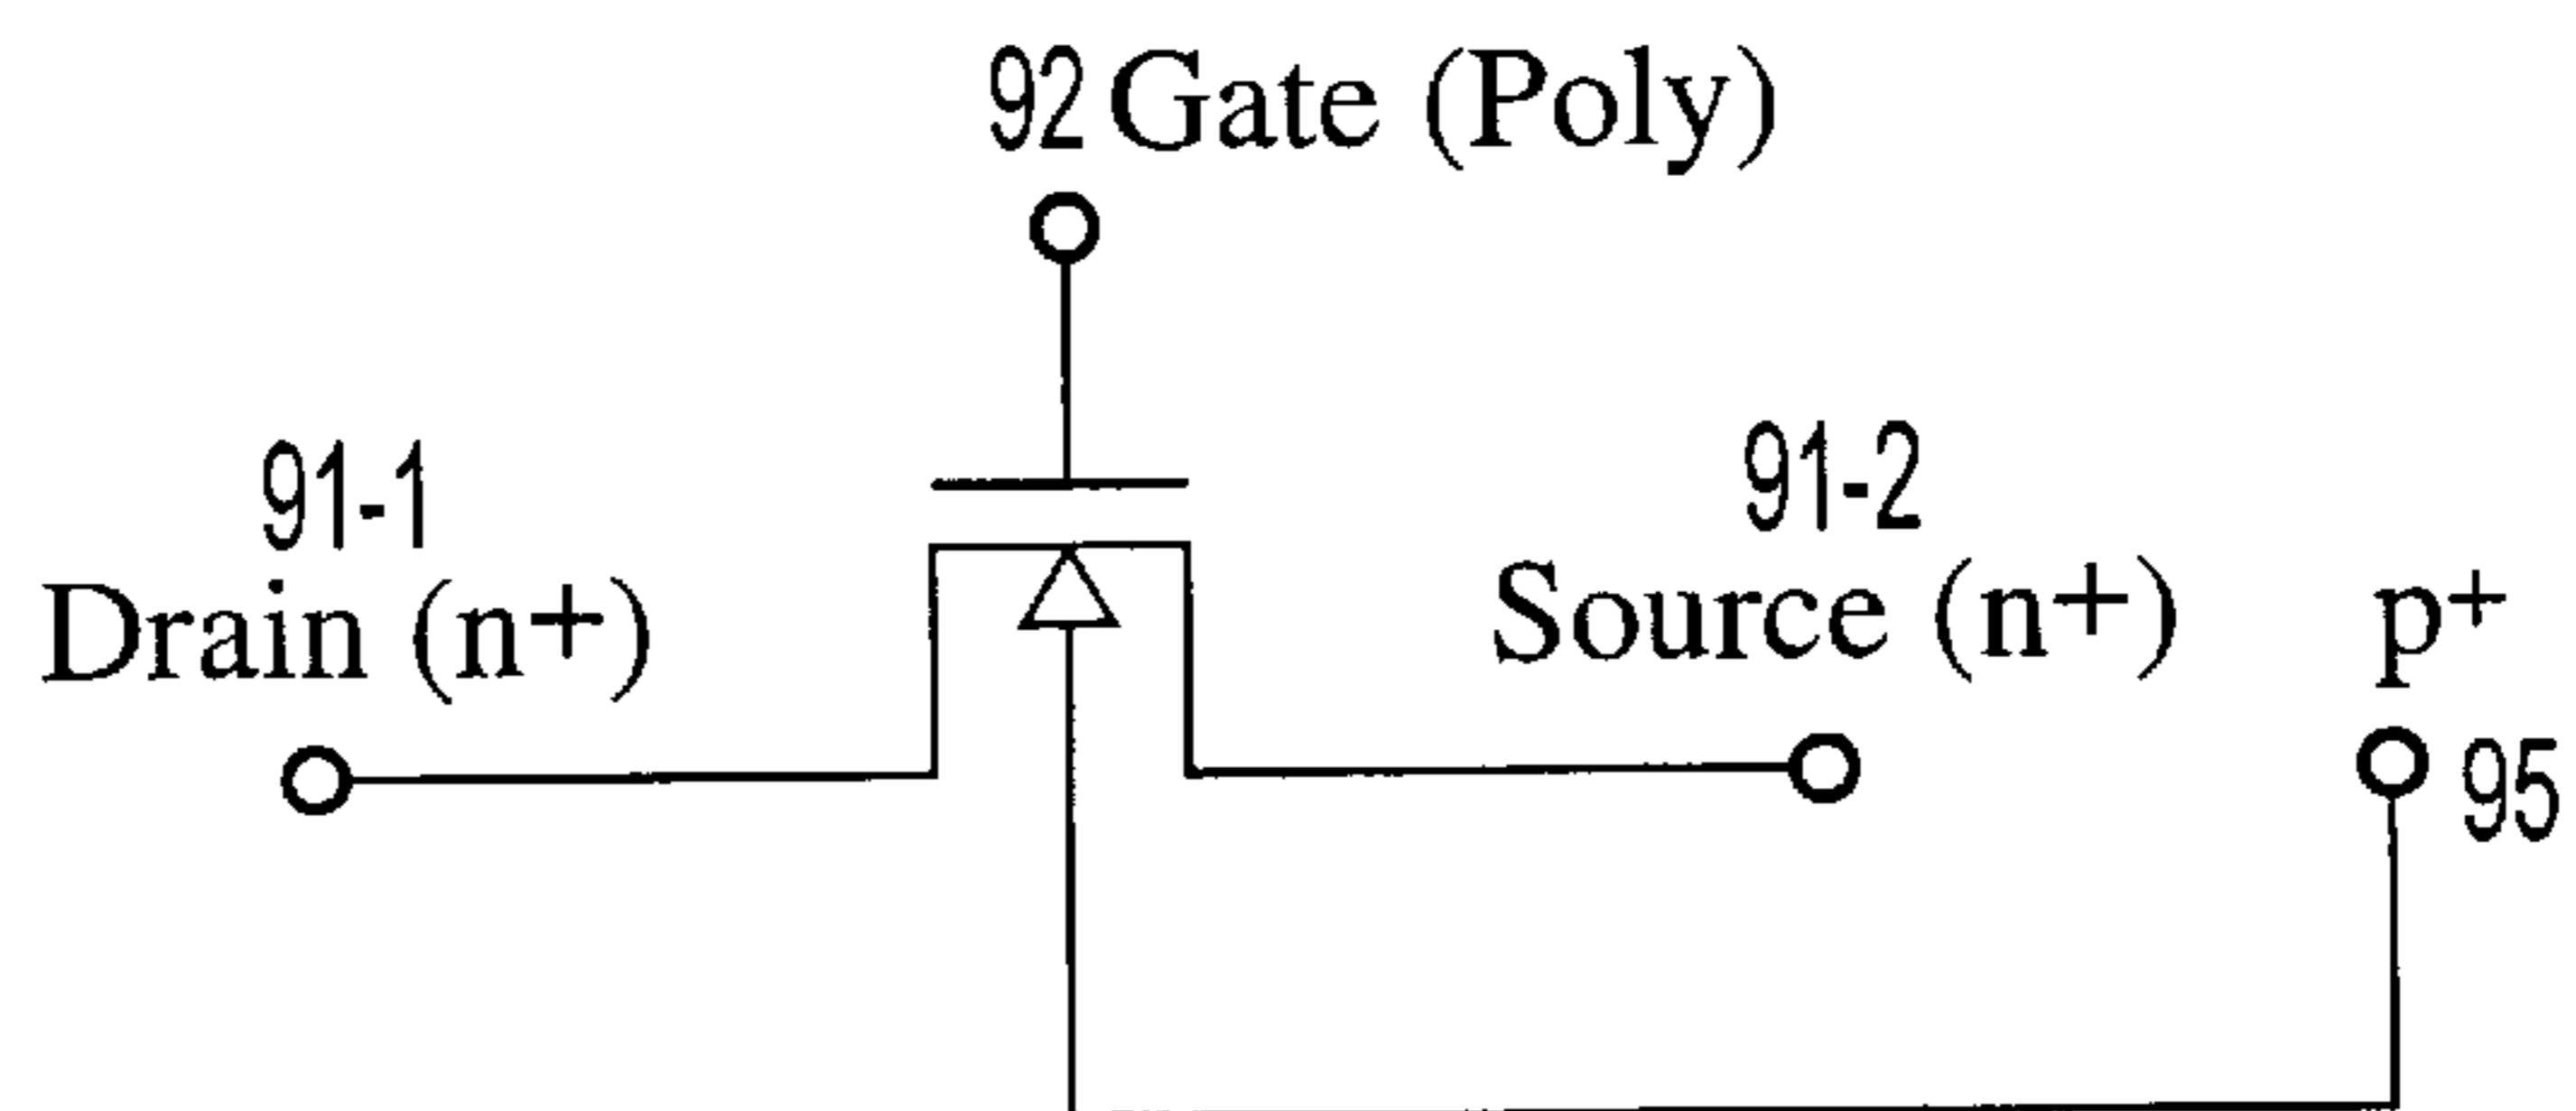 92 Gate (Poly)
91-1
Drain (n+)
91-2
Source (n+)
p+
95